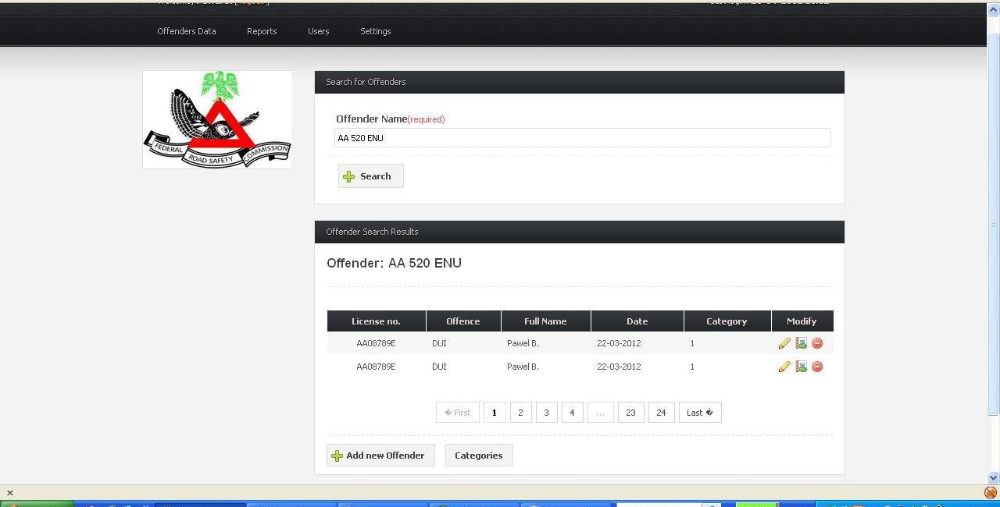 Offenders Data Reports Users Settings
FEDERAL
ROAD SAFETY
COMMISSION
Search for Offenders
Offender Name(required)
AA 520 ENU
Search
Offender Search Results
Offender: AA 520 ENU
License no. Offence Full Name Date Category Modify
AA08789E DUI Pawel B. 22-03-2012 1
AA08789E DUI Pawel B. 22-03-2012 1
� First 1 2 3 4 ... 23 24 Last �
Add new Offender Categories